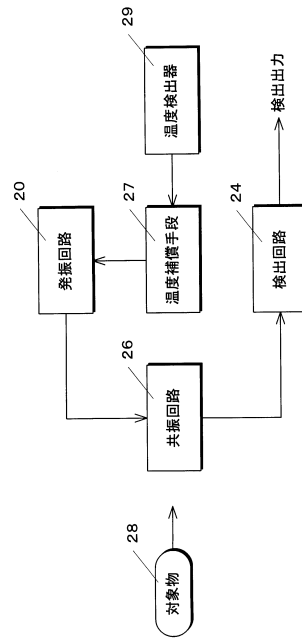 29
温度検出器
20
発振回路
27
温度補償手段
24
検出回路
検出出力
26
共振回路
28
対象物